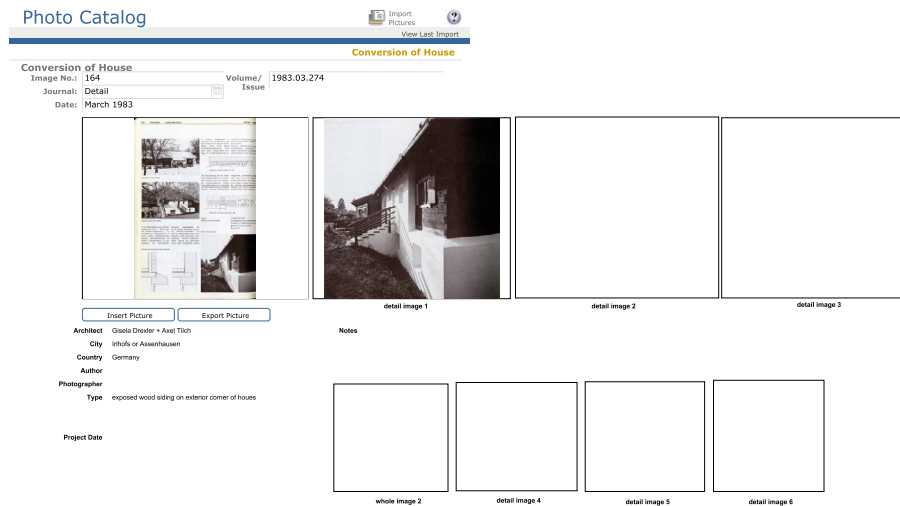 Photo Catalog
Import
Pictures
?
View Last Import
Conversion of House
Conversion of House
Image No.: 164
Volume/
Issue
1983.03.274
Journal: Detail
Date: March 1983
detail image 1
detail image 2
detail image 3
Insert Picture
Export Picture
Architect Gisela Drexler + Axel Tilch
Notes
City Irlhofs or Assenhausen
Country Germany
Author
Photographer
Type exposed wood siding on exterior corner of houes
Project Date
whole image 2
detail image 4
detail image 5
detail image 6